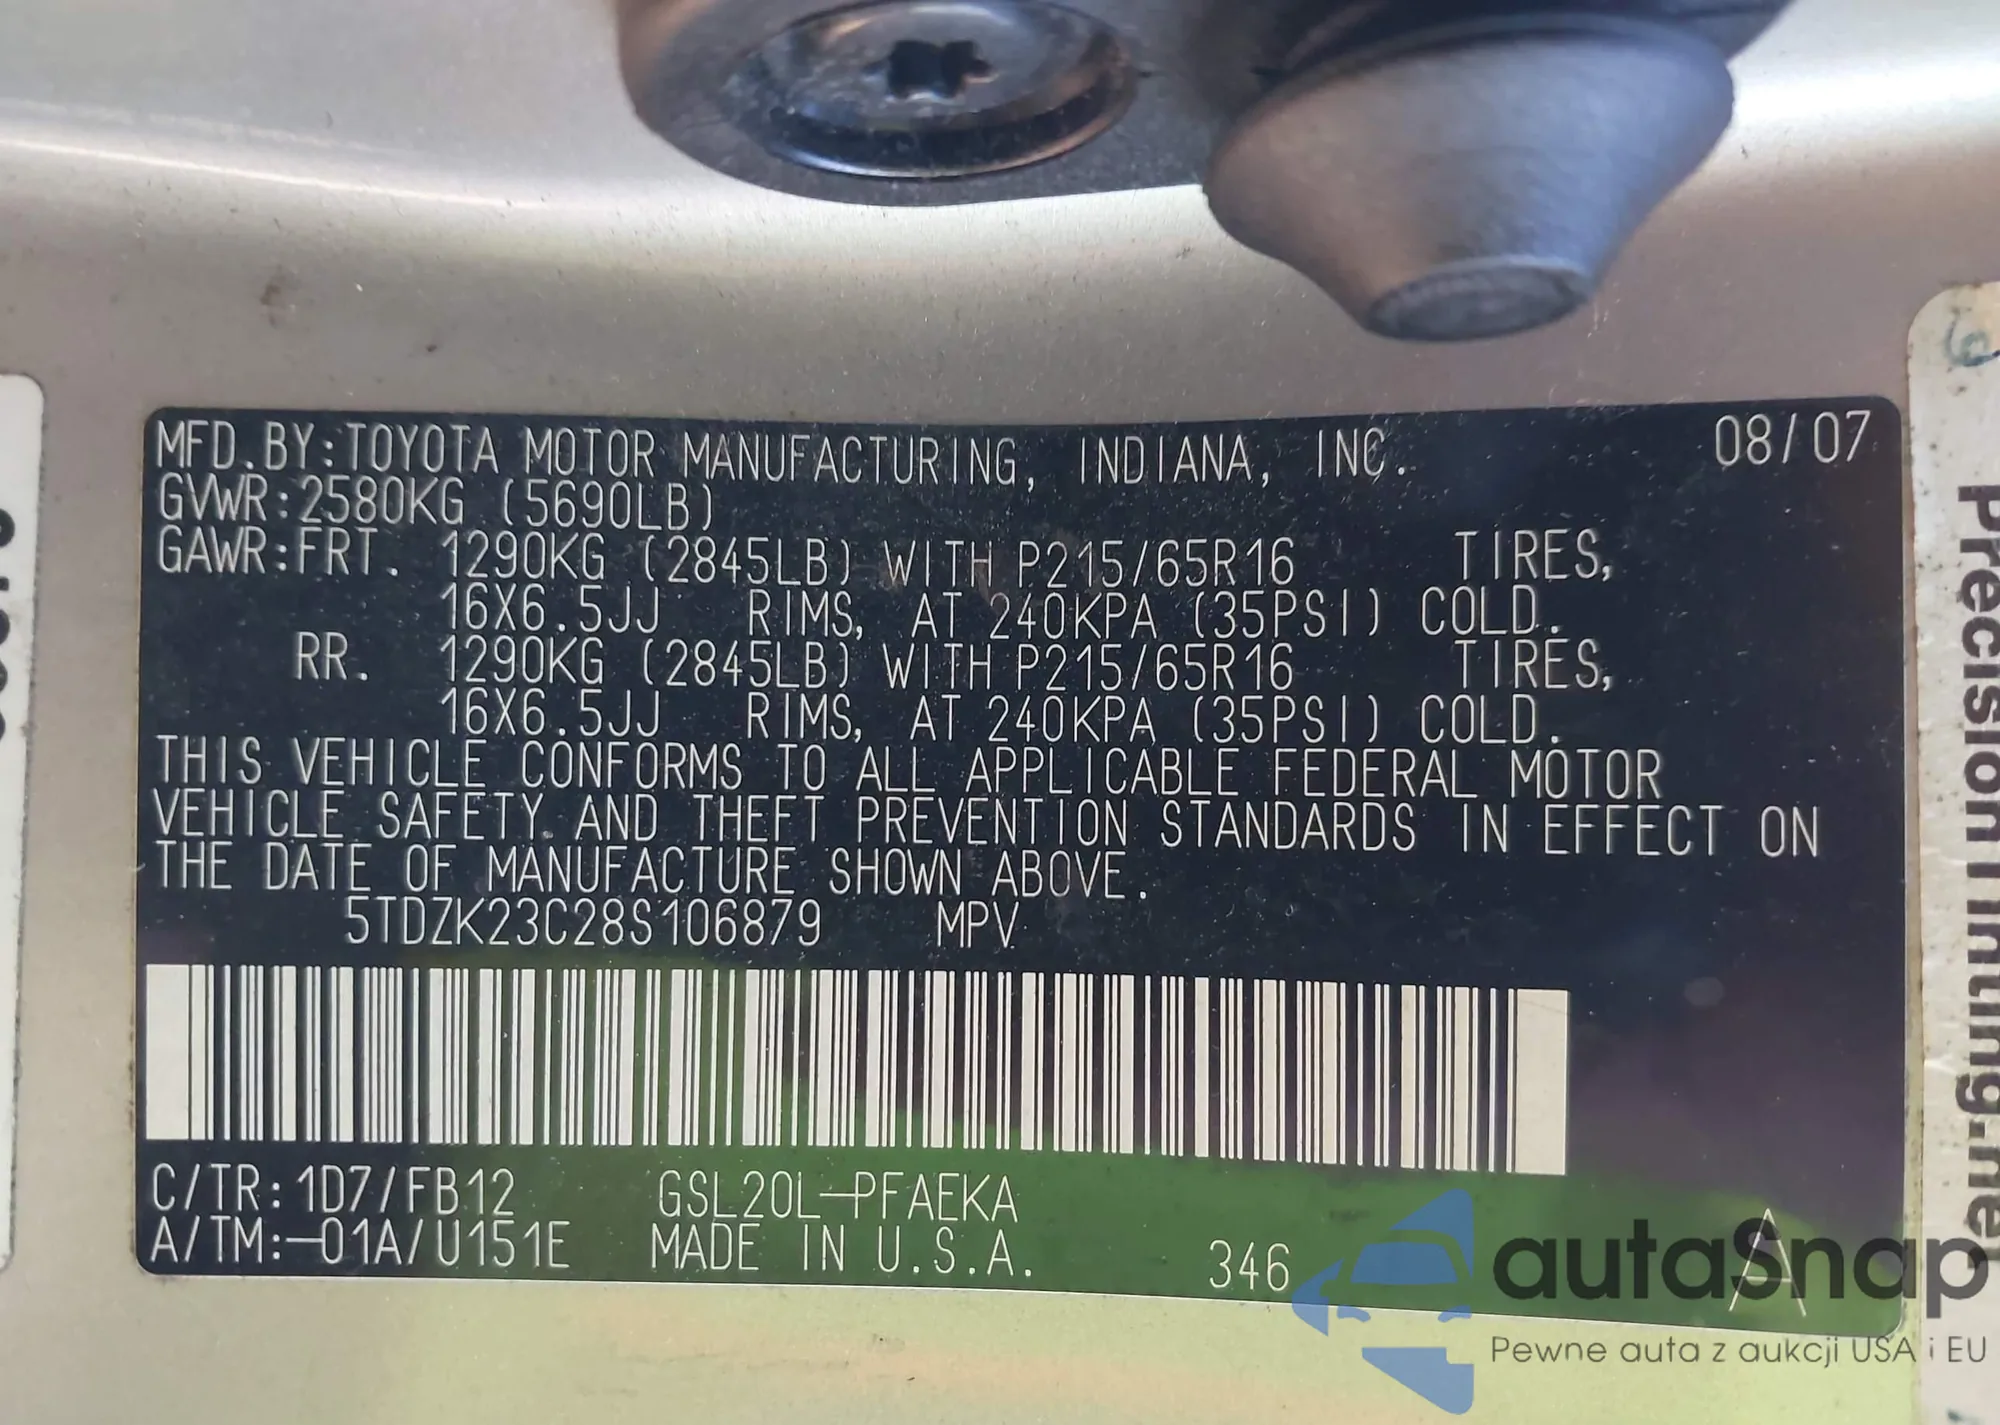 MFD.BY:TOYOTA MOTOR MANUFACTURING, INDIANA, INC. 08/07
GVWR:2580KG (5690LB)
GAWR:FRT. 1290KG (2845LB) WITH P215/65R16 TIRES,
16X6.5JJ RIMS, AT 240KPA (35PSI) COLD.
RR. 1290KG (2845LB) WITH P215/65R16 TIRES,
16X6.5JJ RIMS, AT 240KPA (35PSI) COLD.
THIS VEHICLE CONFORMS TO ALL APPLICABLE FEDERAL MOTOR
VEHICLE SAFETY AND THEFT PREVENTION STANDARDS IN EFFECT ON
THE DATE OF MANUFACTURE SHOWN ABOVE.
5TDZK23C28S106879 MPV
C/TR:1D7/FB12 GSL20L-PFAEKA
A/TM:-01A/U151E MADE IN U.S.A. 346 A
PrecisionPrinting.net
autoSnap
Pewne auta z aukcji USA i EU